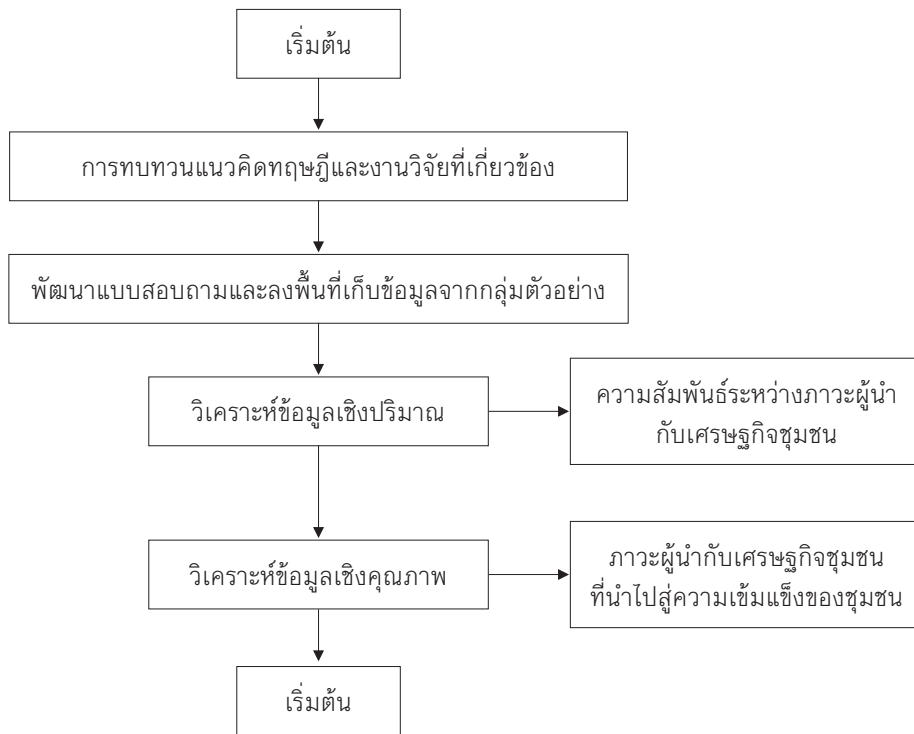 เริ่มต้น
การทบทวนแนวคิดทฤษฎีและงานวิจัยที่เกี่ยวข้อง
พัฒนาแบบสอบถามและลงพื้นที่เก็บข้อมูลจากกลุ่มตัวอย่าง
วิเคราะห์ข้อมูลเชิงปริมาณ
ความสัมพันธ์ระหว่างภาวะผู้นำ
กับเศรษฐกิจชุมชน
วิเคราะห์ข้อมูลเชิงคุณภาพ
ภาวะผู้นำกับเศรษฐกิจชุมชน
ที่นำไปสู่ความเข้มแข็งของชุมชน
เริ่มต้น